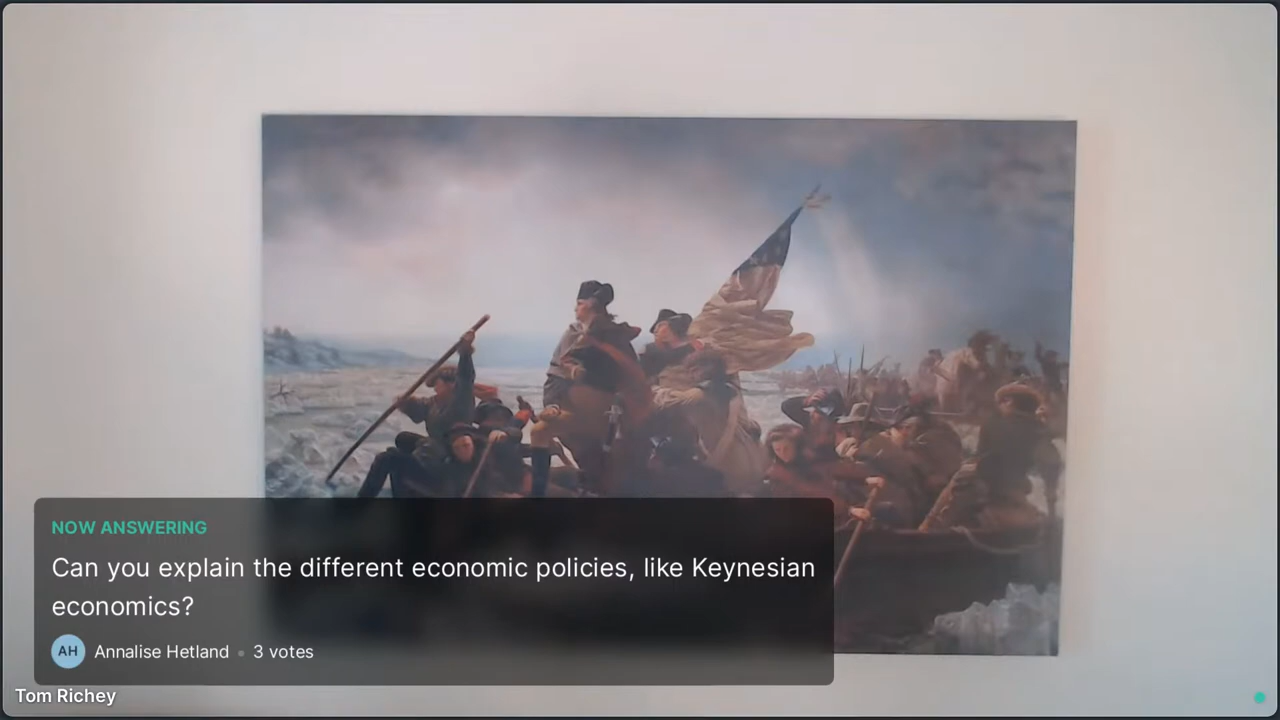 NOW ANSWERING
Can you explain the different economic policies, like Keynesian
economics?
AH Annalise Hetland • 3 votes
Tom Richey